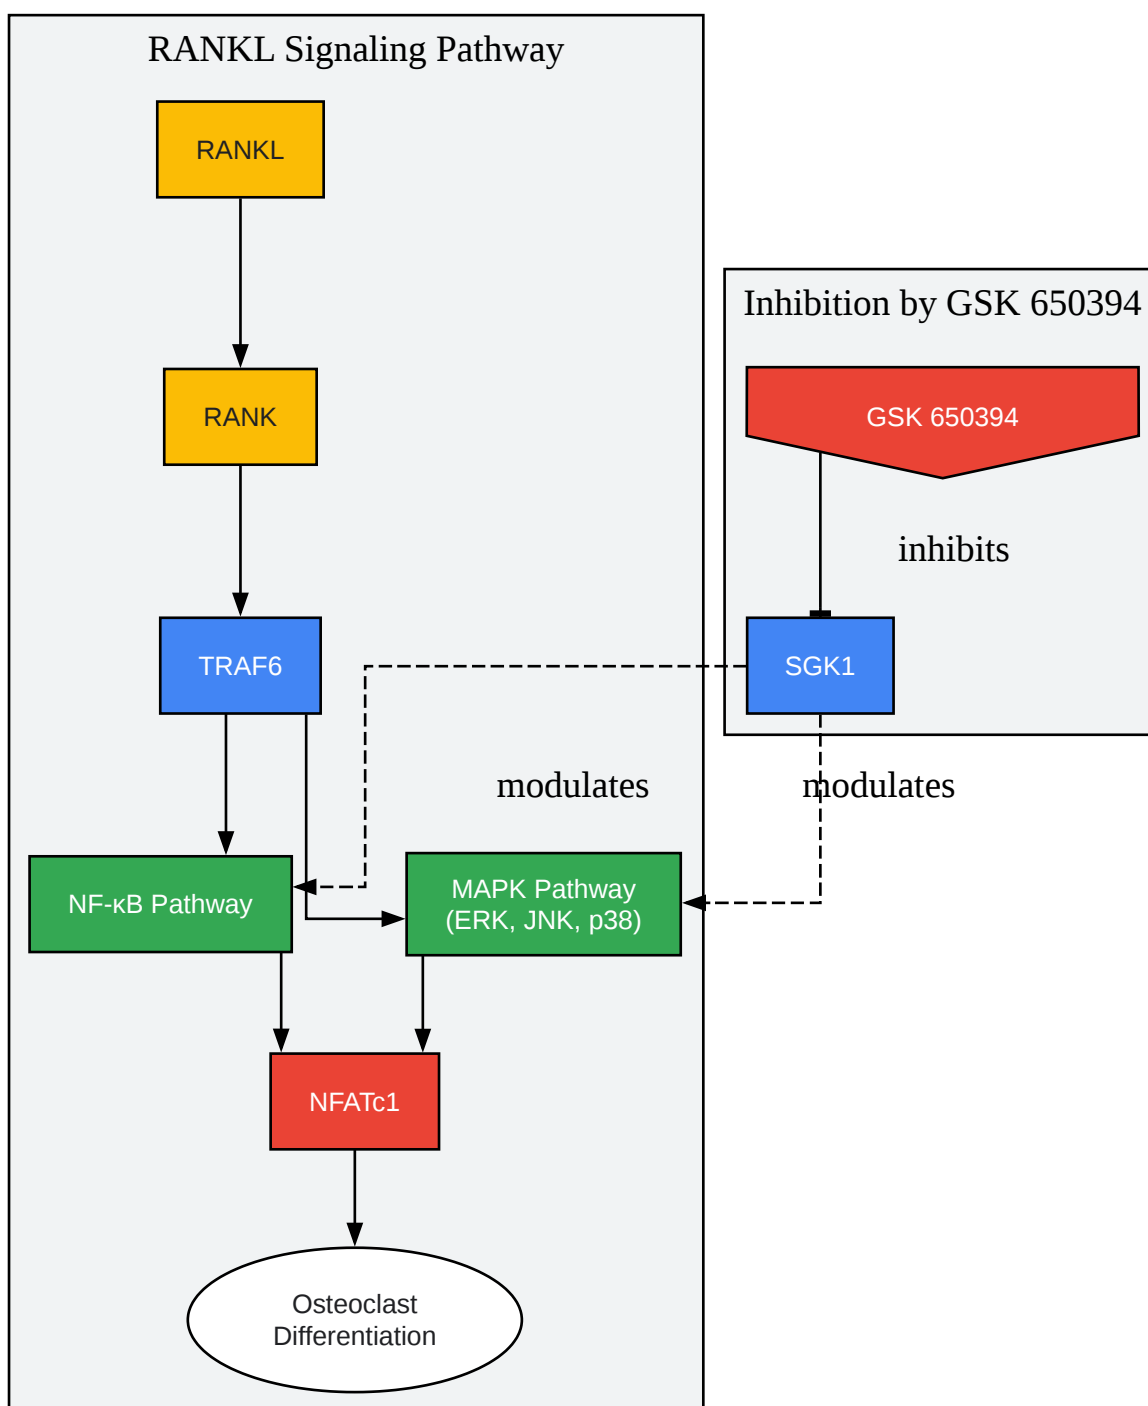 RANKL Signaling Pathway
RANKL
Inhibition by GSK 650394
RANK
GSK 650394
inhibits
TRAF6
SGK1
modulates
modulates
NF-κB Pathway
MAPK Pathway
(ERK, JNK, p38)
NFATc1
Osteoclast
Differentiation